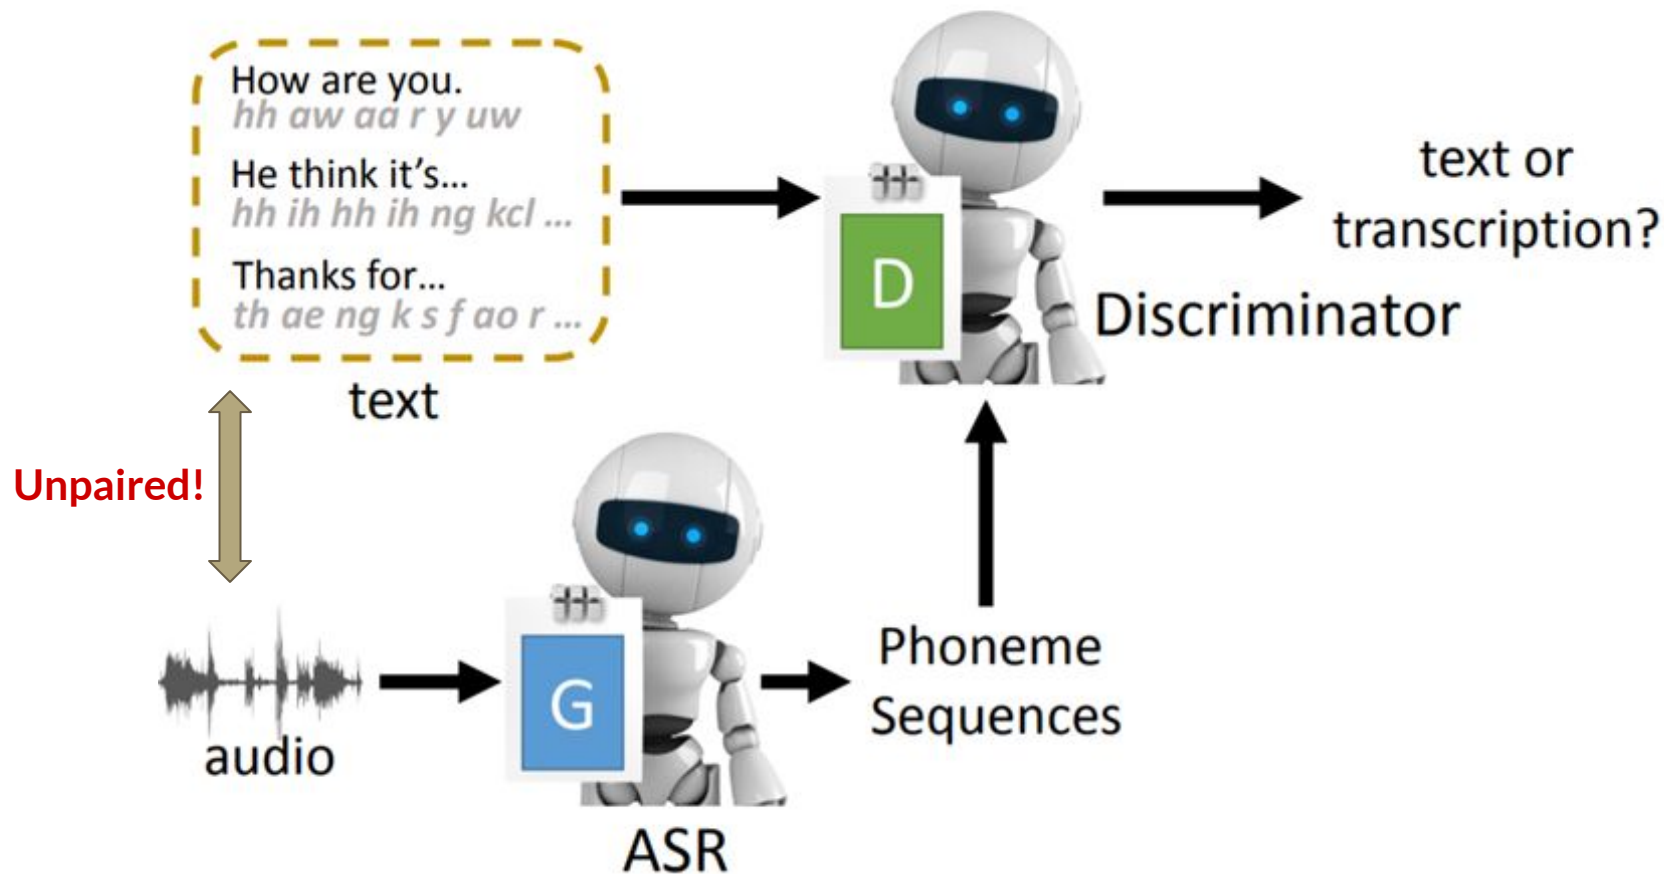 How are you.
hh aw aa r y uw
He think it's...
hh ih hh ih ng kcl ...
Thanks for...
th ae ng k s f ao r ...
text
D
Discriminator
text or
transcription?
Unpaired!
audio
G
ASR
Phoneme
Sequences